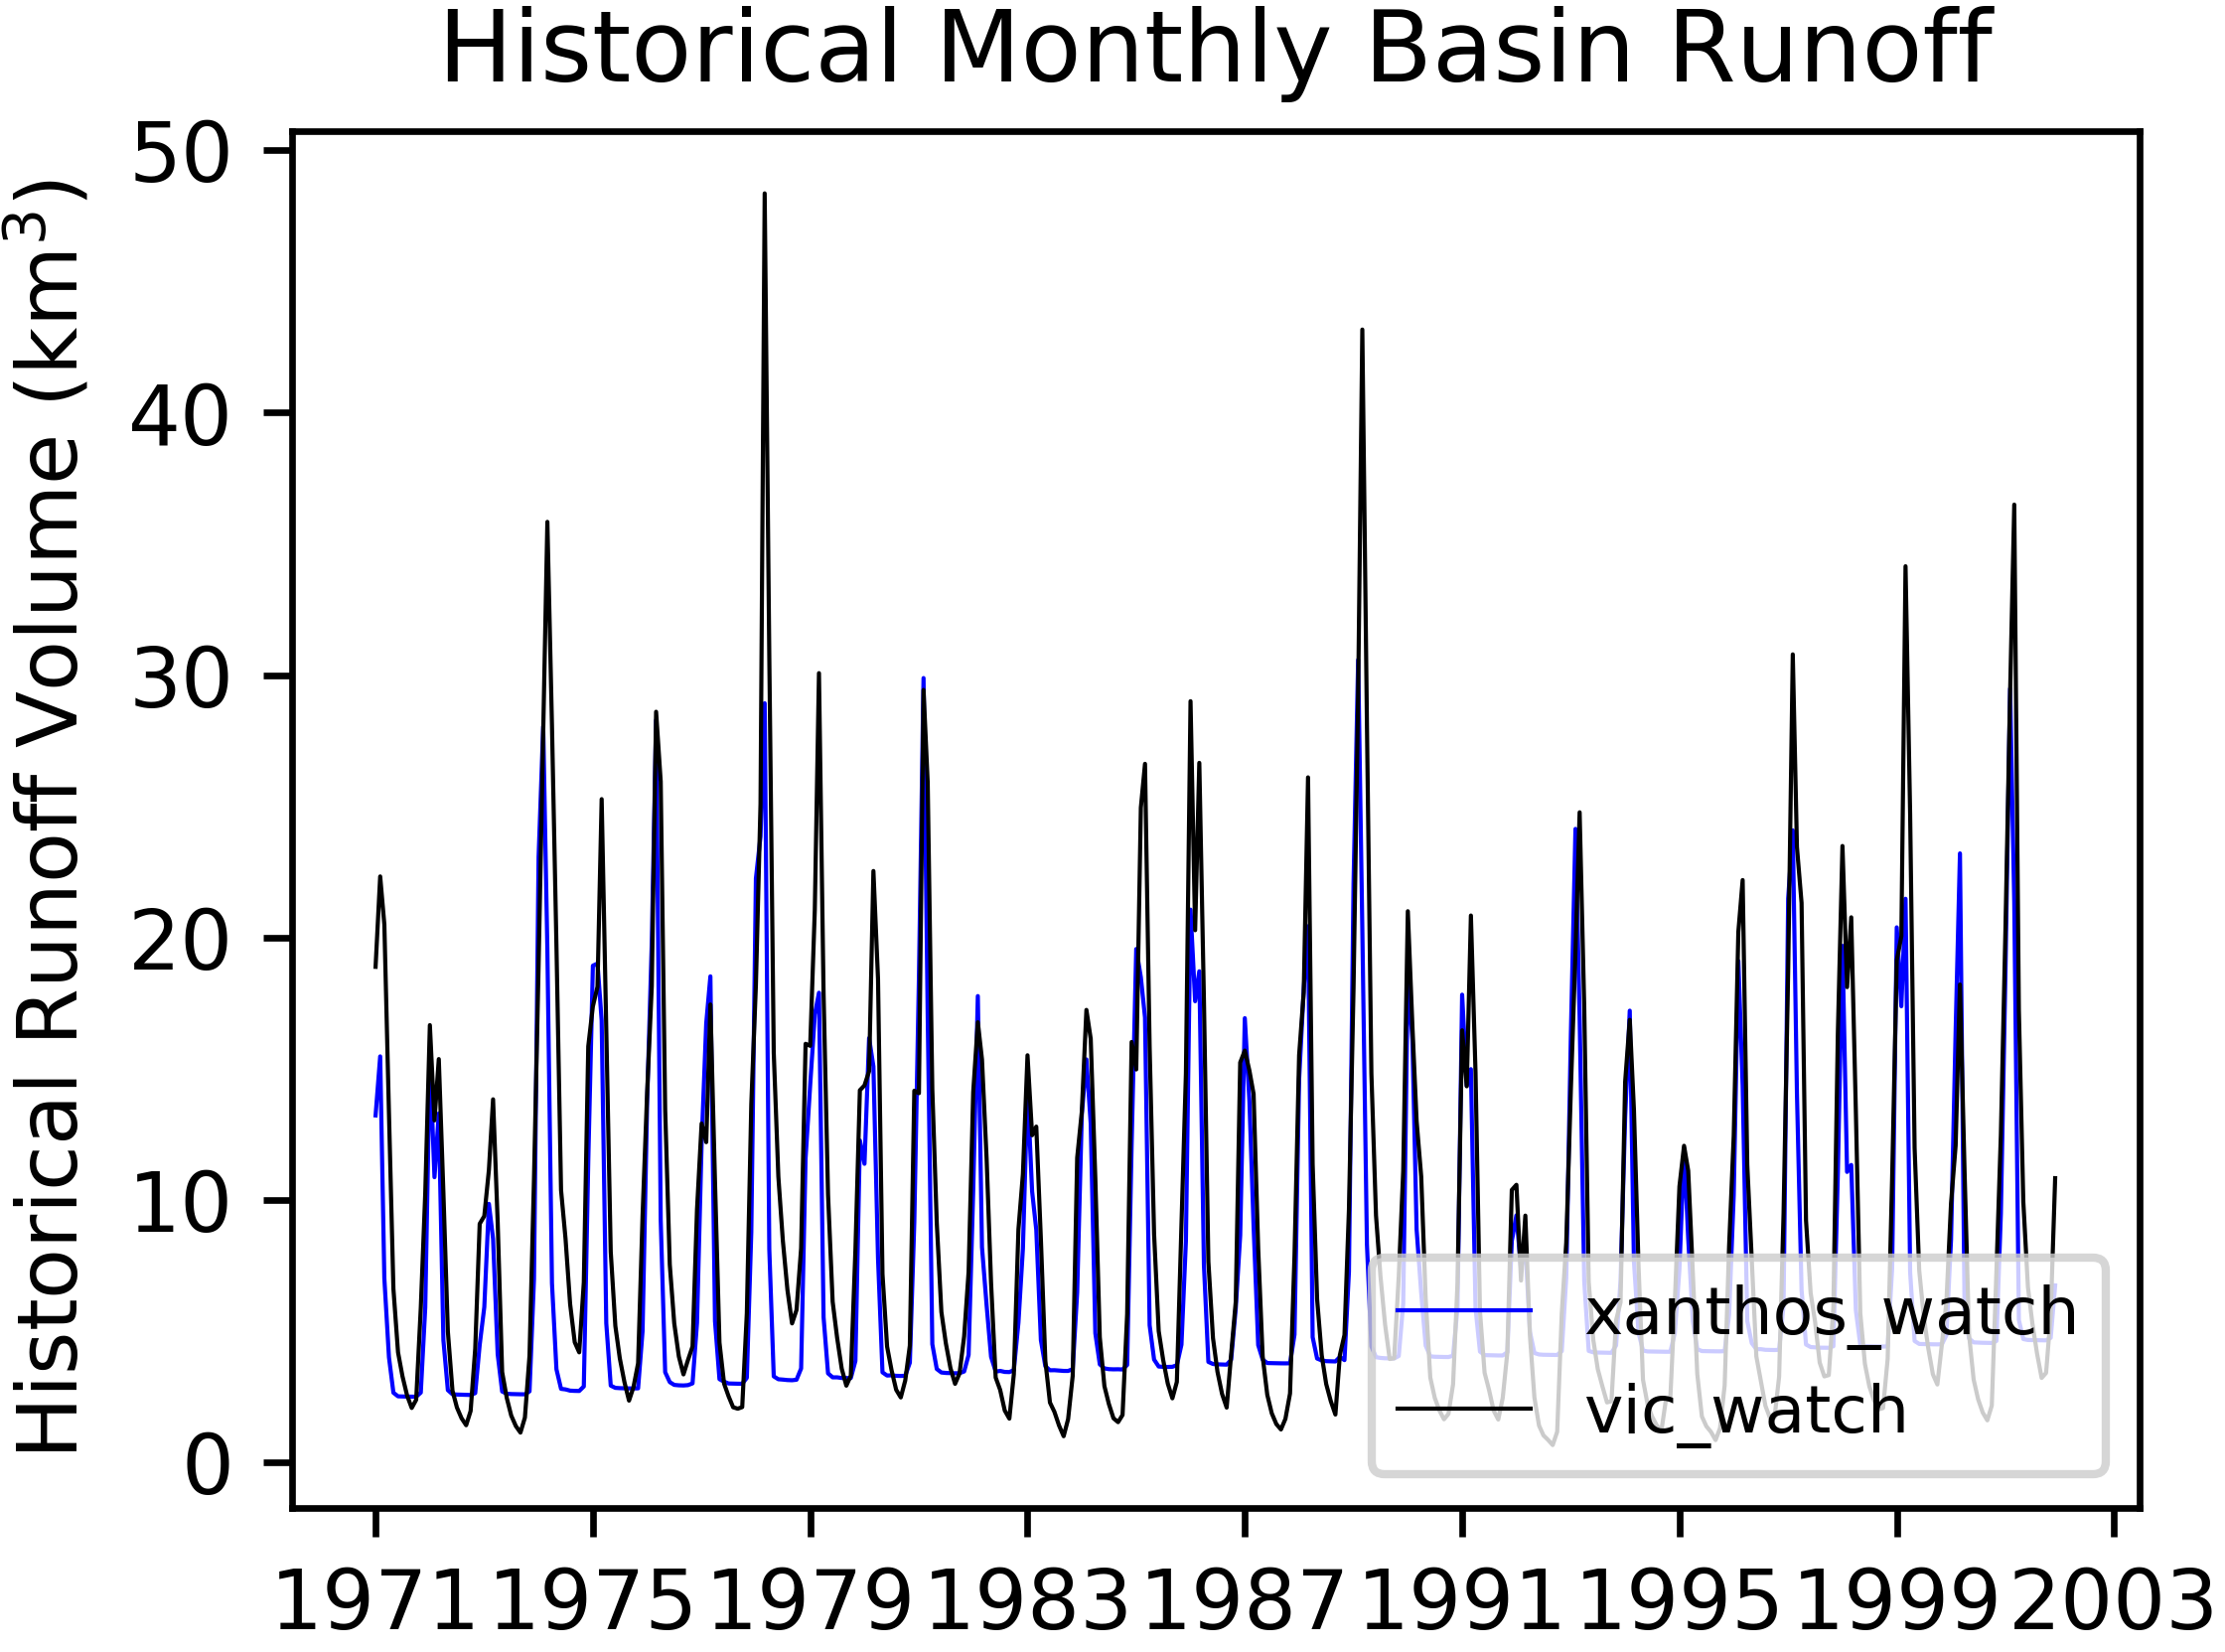 Historical Monthly Basin Runoff
Historical Runoff Volume (km³)
50
40
30
20
10
0
xanthos_watch
vic_watch
1971 1975 1979 1983 1987 1991 1995 1999 2003